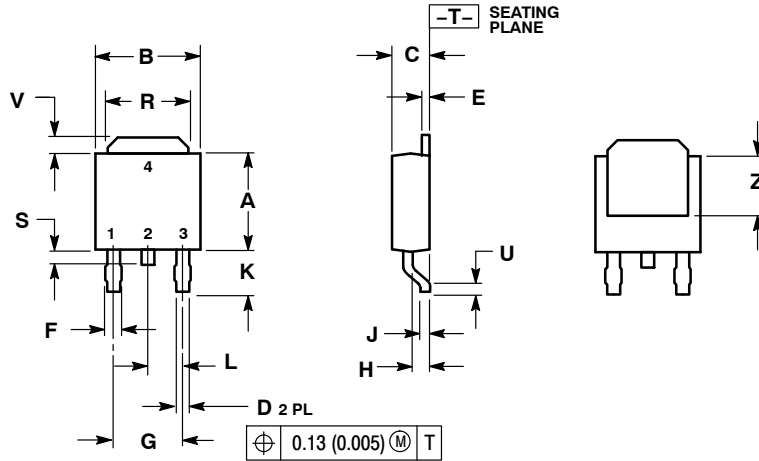 –T– SEATING
PLANE
B
C
V
R
E
4
A
Z
S
1 2 3
K
U
F
J
L
H
D 2 PL
G
⌖ 0.13 (0.005) Ⓜ T